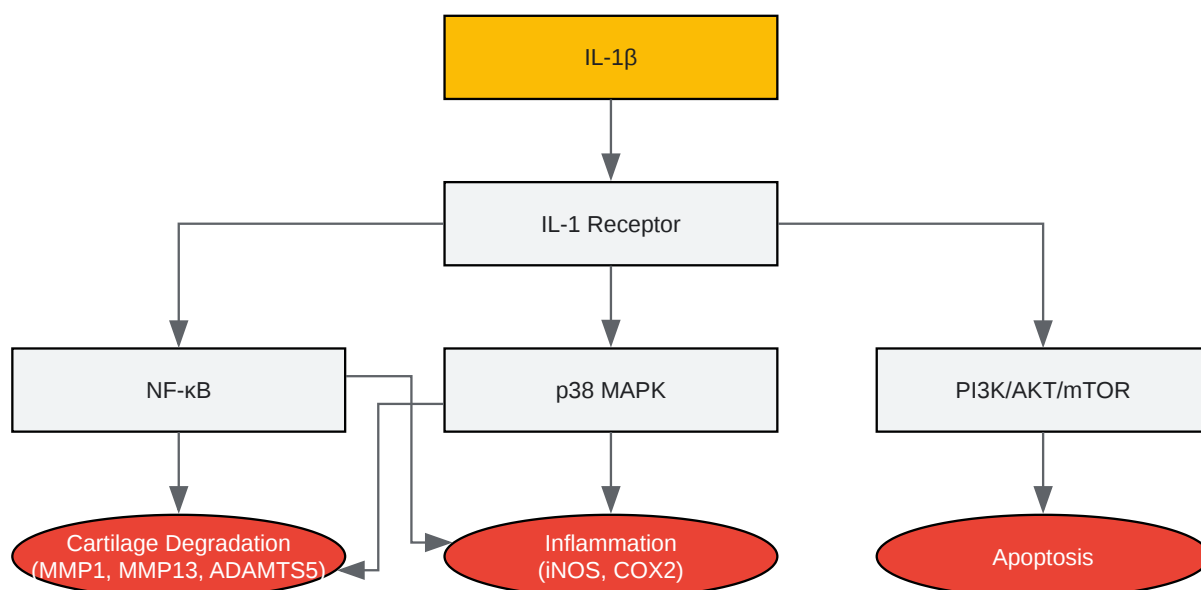 IL-1β
IL-1 Receptor
NF-κB
p38 MAPK
PI3K/AKT/mTOR
Cartilage Degradation
(MMP1, MMP13, ADAMTS5)
Inflammation
(iNOS, COX2)
Apoptosis